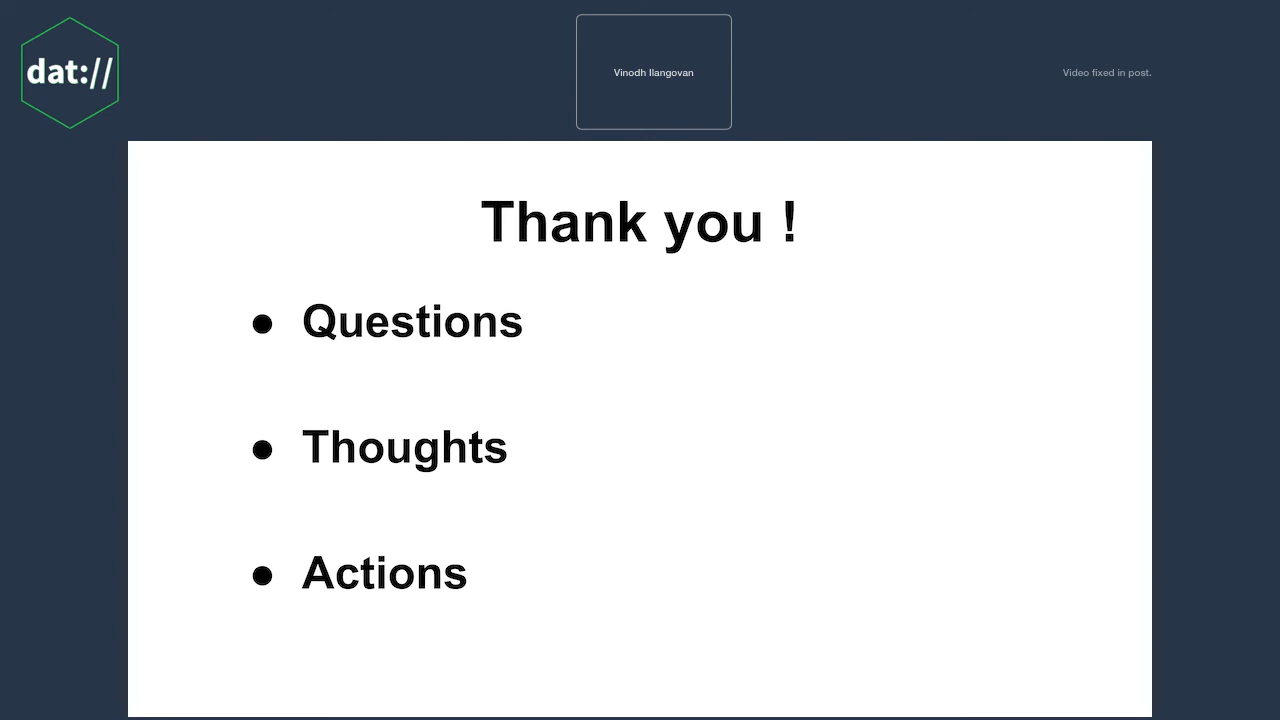 dat://
Vinodh Ilangovan
Video fixed in post.
Thank you !
● Questions
● Thoughts
● Actions